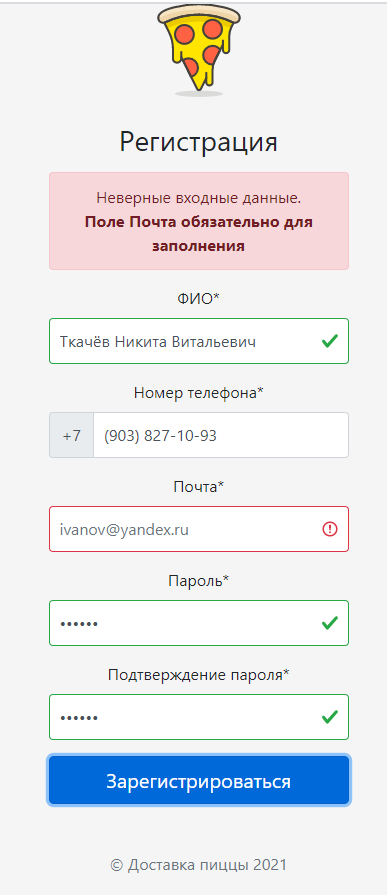 Регистрация
Неверные входные данные.
Поле Почта обязательно для
заполнения
ФИО*
Ткачёв Никита Витальевич
Номер телефона*
+7 (903) 827-10-93
Почта*
ivanov@yandex.ru
Пароль*
••••••
Подтверждение пароля*
••••••
Зарегистрироваться
© Доставка пиццы 2021